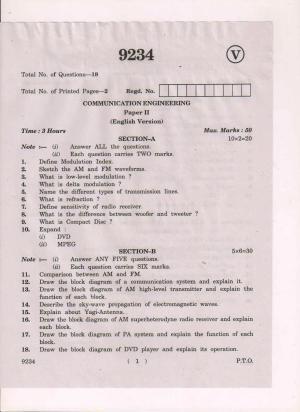 9234
V
Total No. of Questions—18
Total No. of Printed Pages—2 Regd. No.
COMMUNICATION ENGINEERING
Paper II
(English Version)
Time : 3 Hours Max. Marks : 50
SECTION-A 10×2=20
Note :— (i) Answer ALL the questions.
(ii) Each question carries TWO marks.
1. Define Modulation Index.
2. Sketch the AM and FM waveforms.
3. What is low-level modulation ?
4. What is delta modulation ?
5. Name the different types of transmission lines.
6. What is refraction ?
7. Define sensitivity of radio receiver.
8. What is the difference between woofer and tweeter ?
9. What is Compact Disc ?
10. Expand :
(i) DVD
(ii) MPEG
SECTION-B 5×6=30
Note :— (i) Answer ANY FIVE questions.
(ii) Each question carries SIX marks.
11. Comparison between AM and FM.
12. Draw the block diagram of a communication system and explain it.
13. Draw the block diagram of AM high-level transmitter and explain the
function of each block.
14. Describe the sky-wave propagation of electromagnetic waves.
15. Explain about Yagi-Antenna.
16. Draw the block diagram of AM superheterodyne radio receiver and explain
each block.
17. Draw the block diagram of PA system and explain the function of each
block.
18. Draw the block diagram of DVD player and explain its operation.
9234 ( 1 ) P.T.O.